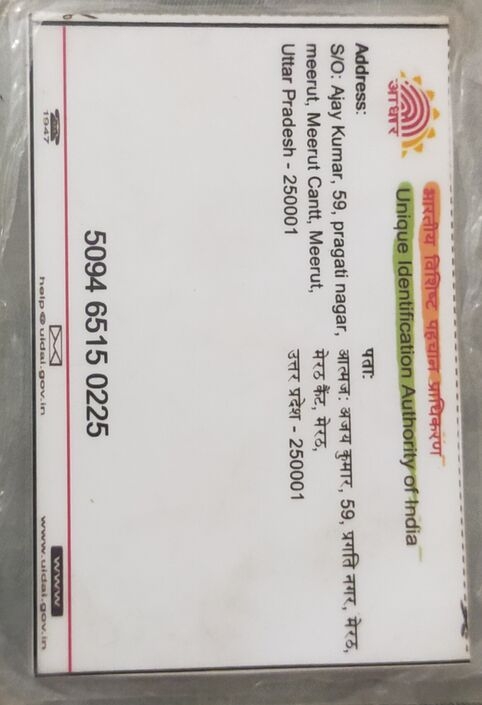 भारतीय विशिष्ट पहचान प्राधिकरण
Unique Identification Authority of India
आधार
Address:
S/O: Ajay Kumar, 59, pragati nagar,
meerut, Meerut Cantt, Meerut,
Uttar Pradesh - 250001
पता:
आत्मज: अजय कुमार, 59, प्रगति नगर, मेरठ,
मेरठ कैंट, मेरठ,
उत्तर प्रदेश - 250001
5094 6515 0225
1947
help@uidai.gov.in
www
www.uidai.gov.in